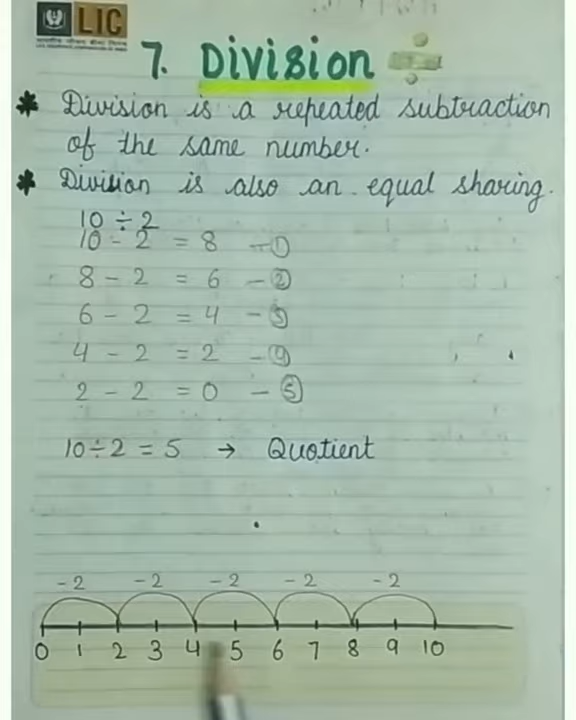 LIC
7. Division ÷
* Division is a repeated subtraction
of the same number.
* Division is also an equal sharing.
10 ÷ 2
10 - 2 = 8 - ①
8 - 2 = 6 - ②
6 - 2 = 4 - ③
4 - 2 = 2 - ④
2 - 2 = 0 - ⑤
10÷2 = 5 → Quotient
-2 -2 -2 -2 -2
0 1 2 3 4 5 6 7 8 9 10